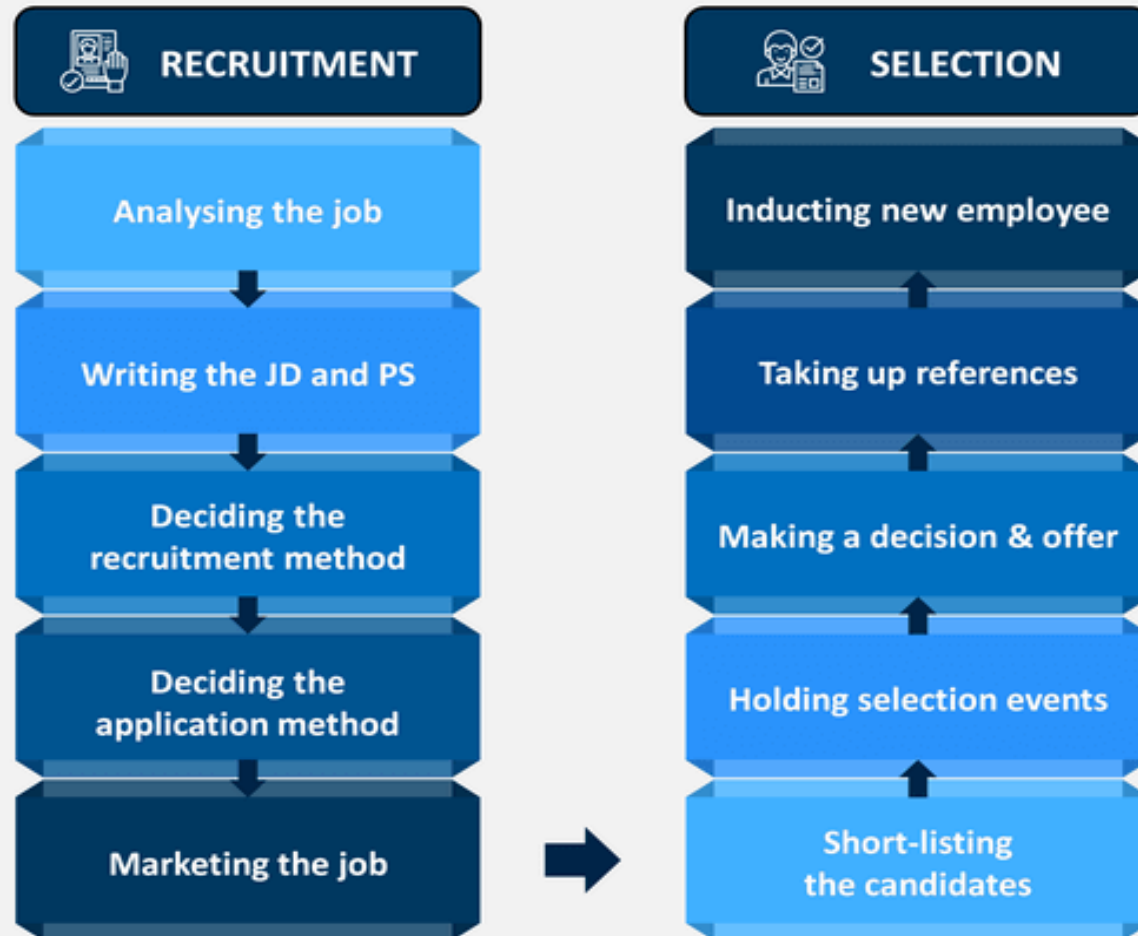 RECRUITMENT
Analysing the job
Writing the JD and PS
Deciding the
recruitment method
Deciding the
application method
Marketing the job
SELECTION
Inducting new employee
Taking up references
Making a decision & offer
Holding selection events
Short-listing
the candidates